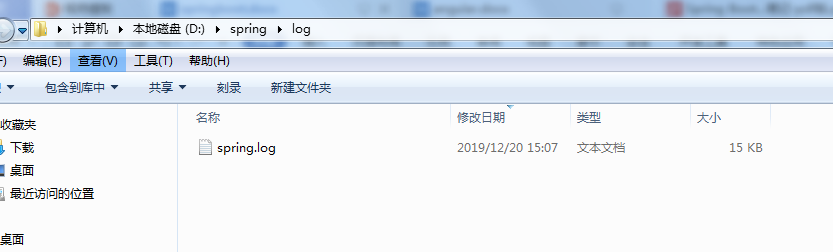 计算机 本地磁盘 (D:) spring log
编辑(E) 查看(V) 工具(T) 帮助(H)
包含到库中 共享 刻录 新建文件夹
收藏夹
下载
桌面
最近访问的位置
桌面
名称 修改日期 类型 大小
spring.log 2019/12/20 15:07 文本文档 15 KB